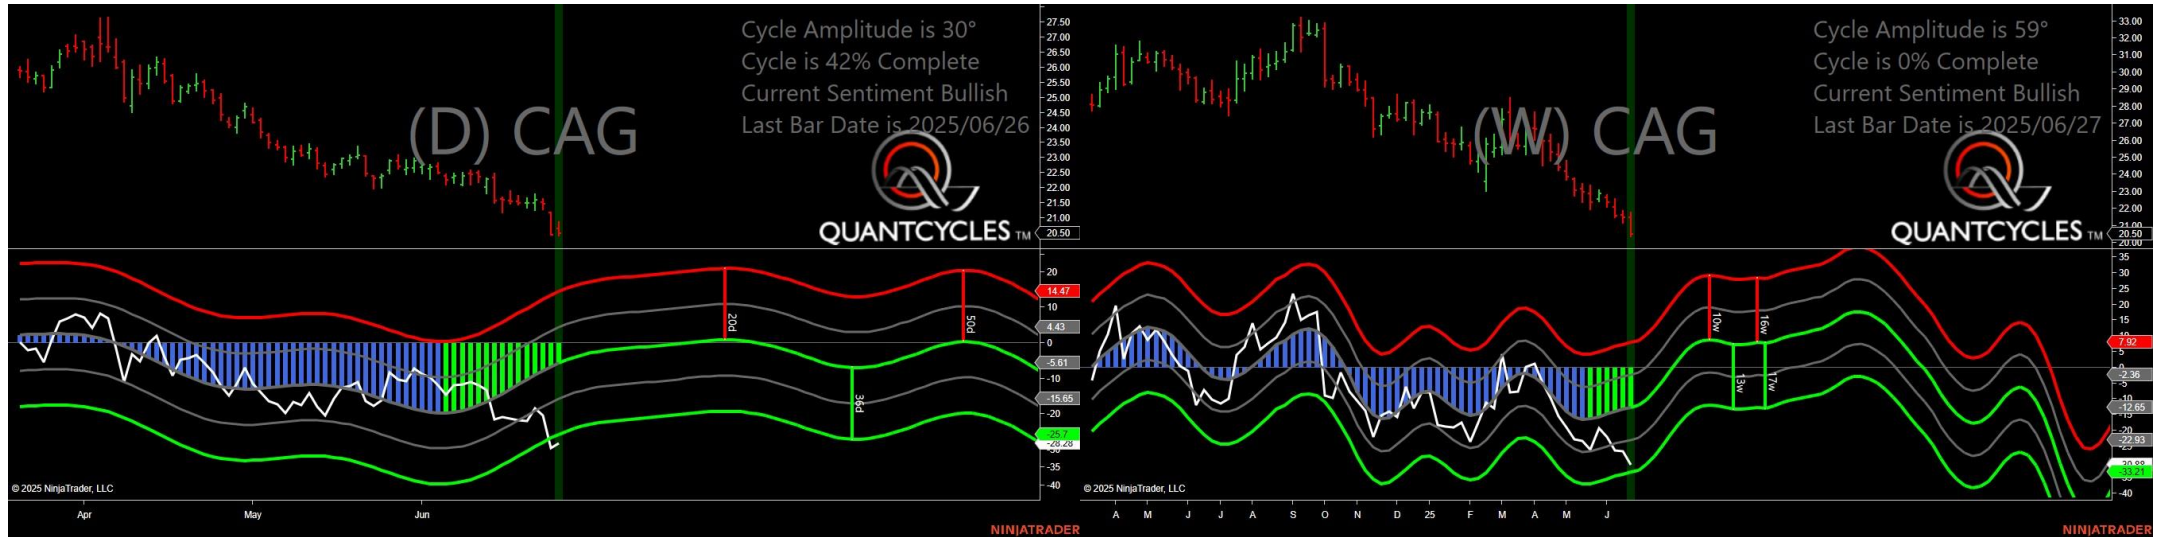 Cycle Amplitude is 30°
Cycle is 42% Complete
Current Sentiment Bullish
Last Bar Date is 2025/06/26
(D) CAG
QUANTCYCLES TM
27.50
27.00
26.50
26.00
25.50
25.00
24.50
24.00
23.50
23.00
22.50
22.00
21.50
21.00
20.50
20d
50d
36d
20
14.47
10
4.43
0
-5.61
-10
-15.65
-20
-25.7
-28.28
-35
-40
© 2025 NinjaTrader, LLC
Apr May Jun
NINJATRADER
Cycle Amplitude is 59°
Cycle is 0% Complete
Current Sentiment Bullish
Last Bar Date is 2025/06/27
(W) CAG
QUANTCYCLES TM
33.00
32.00
31.00
30.00
29.00
28.00
27.00
26.00
25.00
24.00
23.00
22.00
20.50
20.00
10w
16w
13w
17w
35
30
25
20
15
7.92
5
-2.36
-5
-12.65
-20
-22.93
-33.21
-40
© 2025 NinjaTrader, LLC
A M J J A S O N D 25 F M A M J
NINJATRADER